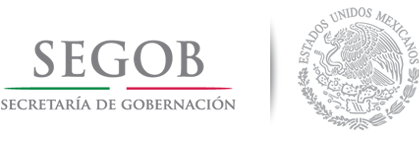 SEGOB
SECRETARÍA DE GOBERNACIÓN
ESTADOS UNIDOS MEXICANOS